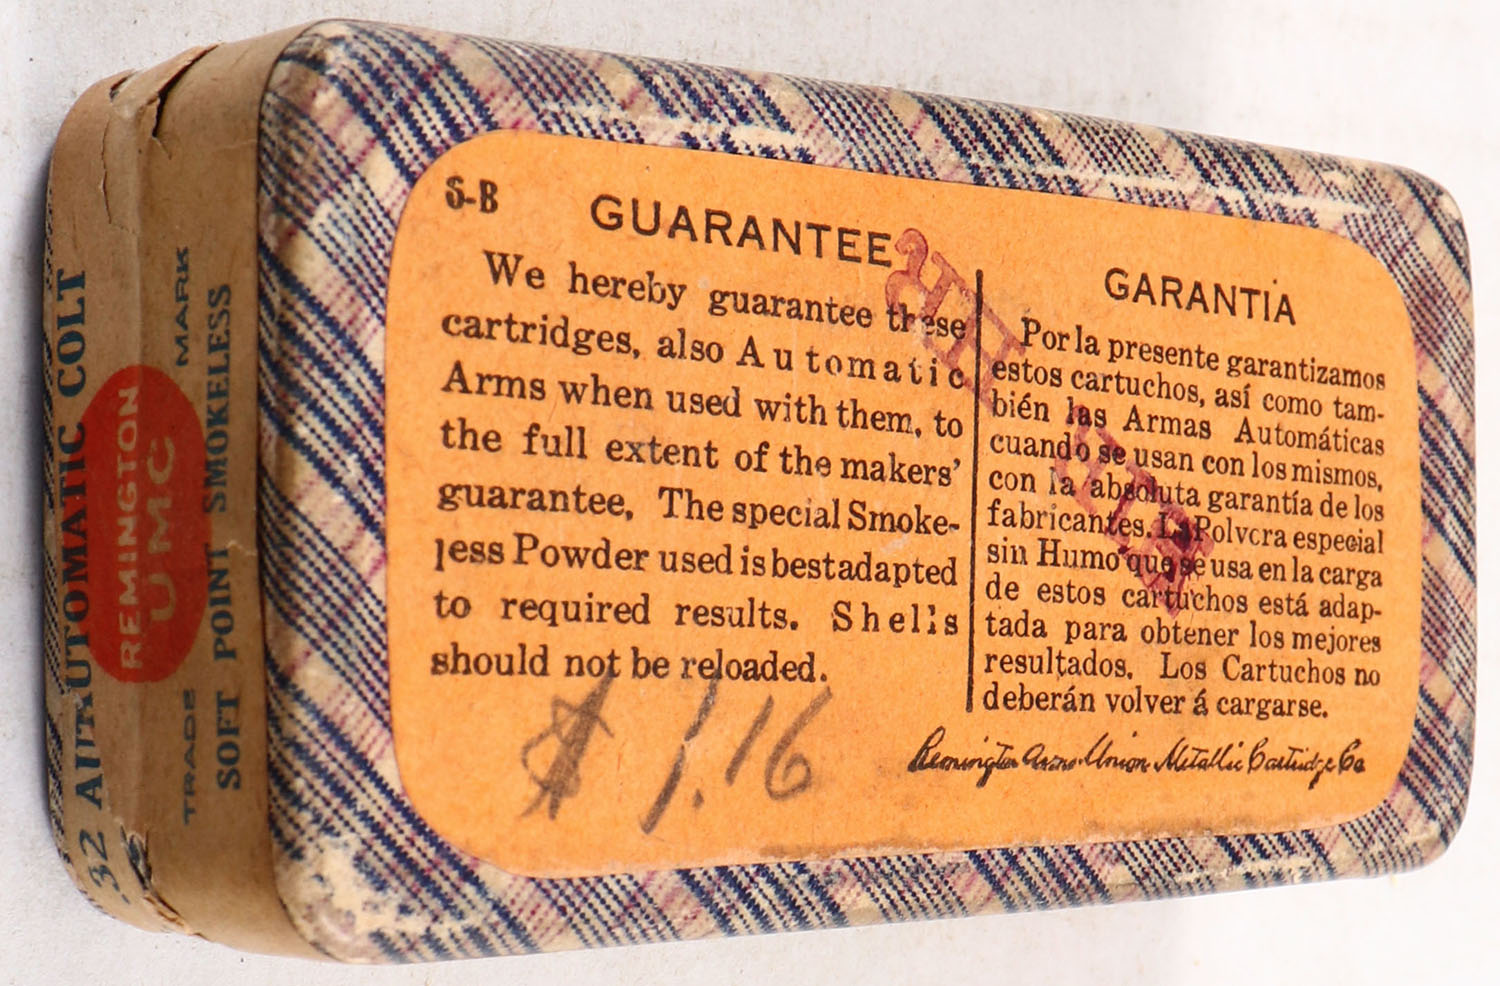 S-B
GUARANTEE
We hereby guarantee these
cartridges, also Automatic
Arms when used with them, to
the full extent of the makers'
guarantee. The special Smoke-
less Powder used is best adapted
to required results. Shells
should not be reloaded.
GARANTIA
Por la presente garantizamos
estos cartuchos, así como tam-
bién las Armas Automáticas
cuando se usan con los mismos,
con la absoluta garantía de los
fabricantes. La Polvora especial
sin Humo que se usa en la carga
de estos cartuchos está adap-
tada para obtener los mejores
resultados. Los Cartuchos no
deberán volver á cargarse.
Remington Arms Union Metallic Cartridge Co
$ 1.16
.32 AUTOMATIC COLT
REMINGTON
UMC
TRADE MARK
SOFT POINT SMOKELESS